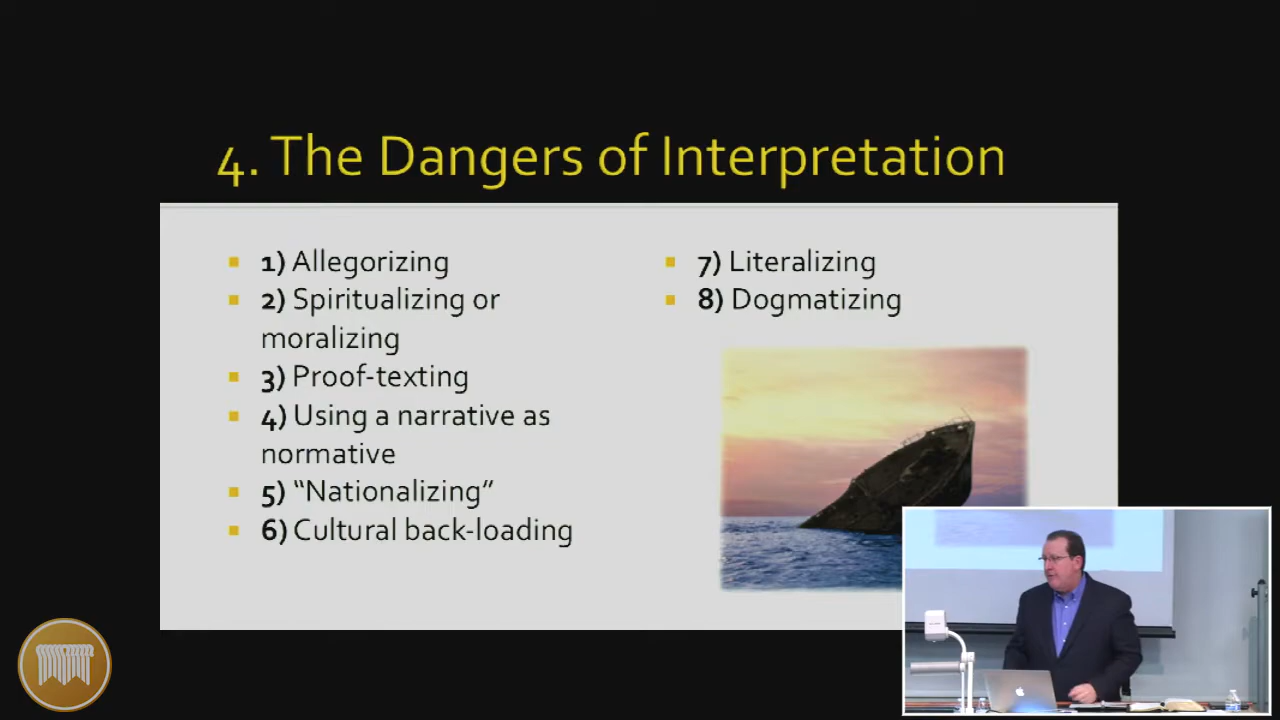 4. The Dangers of Interpretation
1) Allegorizing
2) Spiritualizing or
moralizing
3) Proof-texting
4) Using a narrative as
normative
5) “Nationalizing”
6) Cultural back-loading
7) Literalizing
8) Dogmatizing